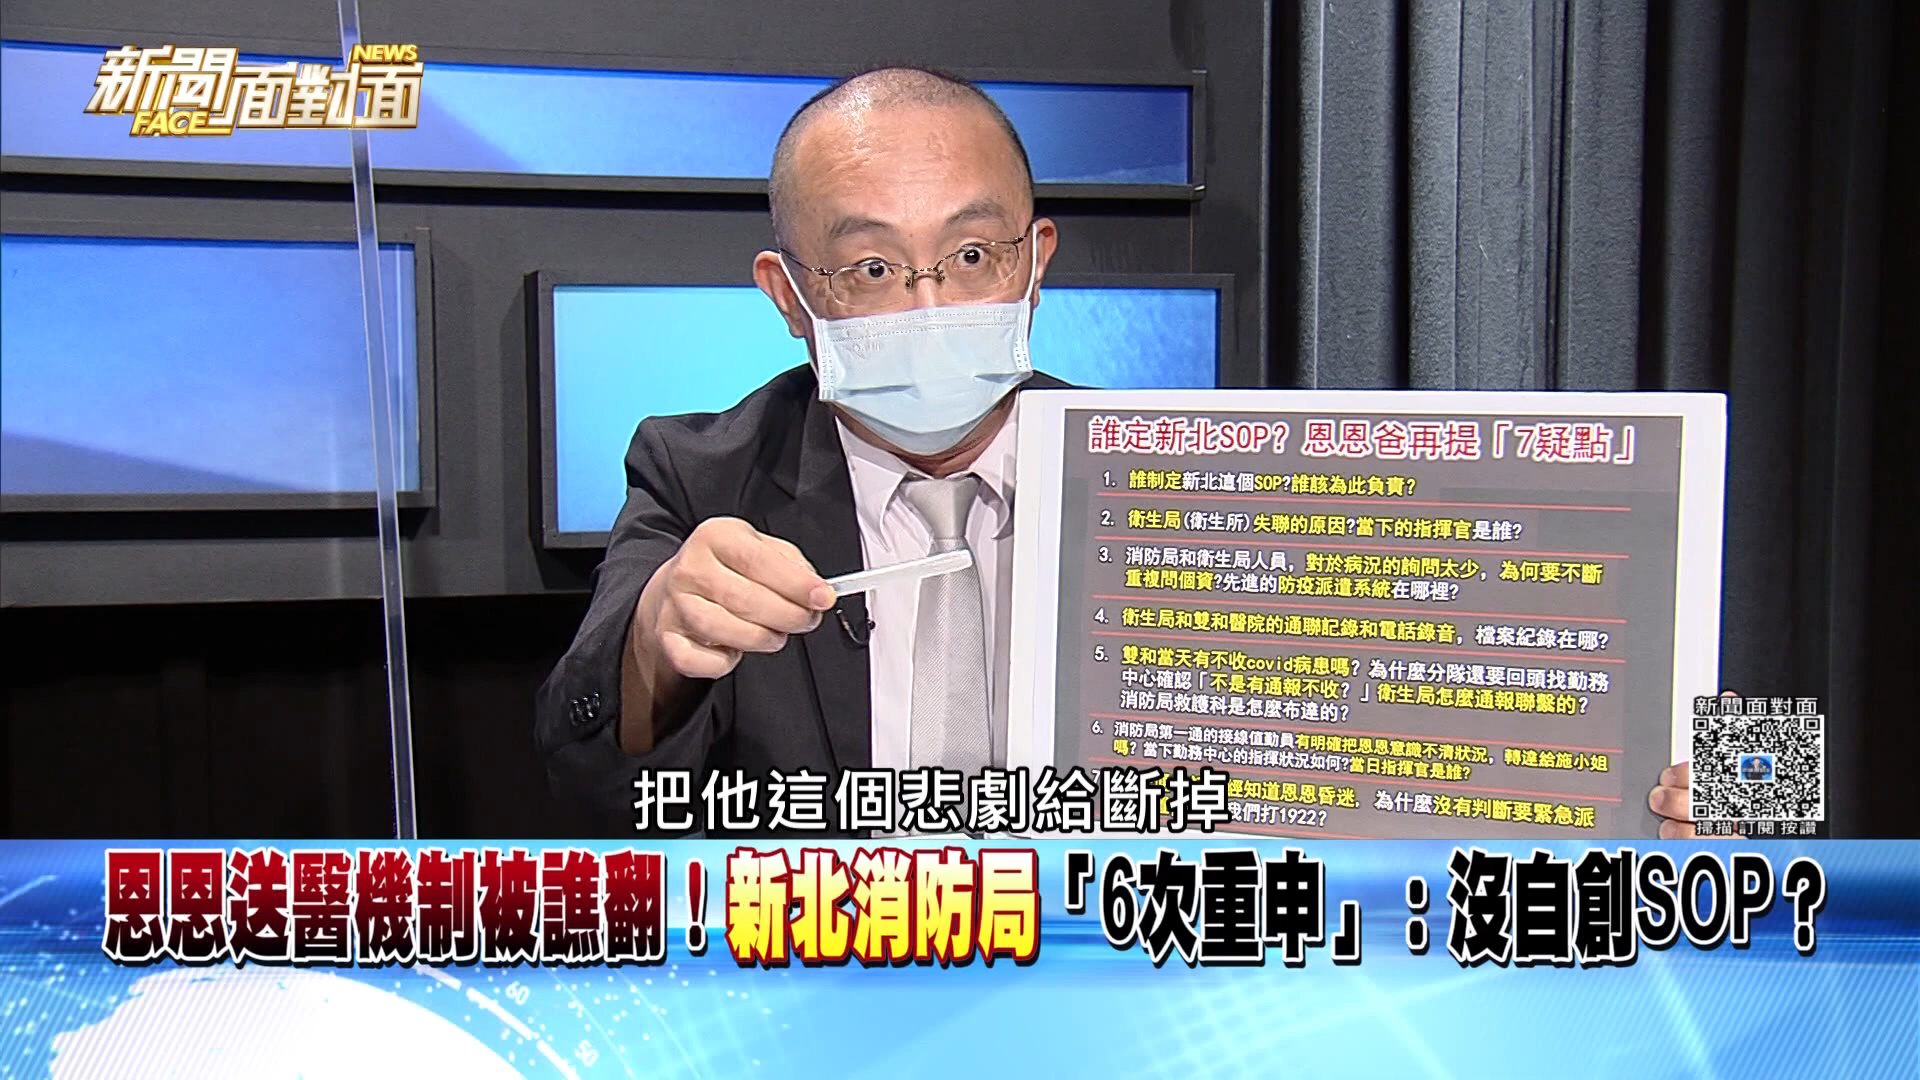 新聞面對面
NEWS
FACE
誰定新北SOP? 恩恩爸再提「7疑點」
1. 誰制定新北這個SOP?誰該為此負責?
2. 衛生局(衛生所)失聯的原因?當下的指揮官是誰?
3. 消防局和衛生局人員, 對於病況的詢問太少, 為何要不斷
重複問個資?先進的防疫派遣系統在哪裡?
4. 衛生局和雙和醫院的通聯記錄和電話錄音, 檔案紀錄在哪?
5. 雙和當天有不收covid病患嗎? 為什麼分隊還要回頭找勤務
中心確認「不是有通報不收?」衛生局怎麼通報聯繫的?
消防局救護科是怎麼布達的?
6. 消防局第一通的接線值勤員有明確把恩恩意識不清狀況, 轉達給施小姐
嗎? 當下勤務中心的指揮狀況如何?當日指揮官是誰?
7
經知道恩恩昏迷, 為什麼沒有判斷要緊急派
我們打1922?
新聞面對面
掃描 訂閱 按讚
把他這個悲劇給斷掉
恩恩送醫機制被譙翻!新北消防局「6次重申」:沒自創SOP?
60
50